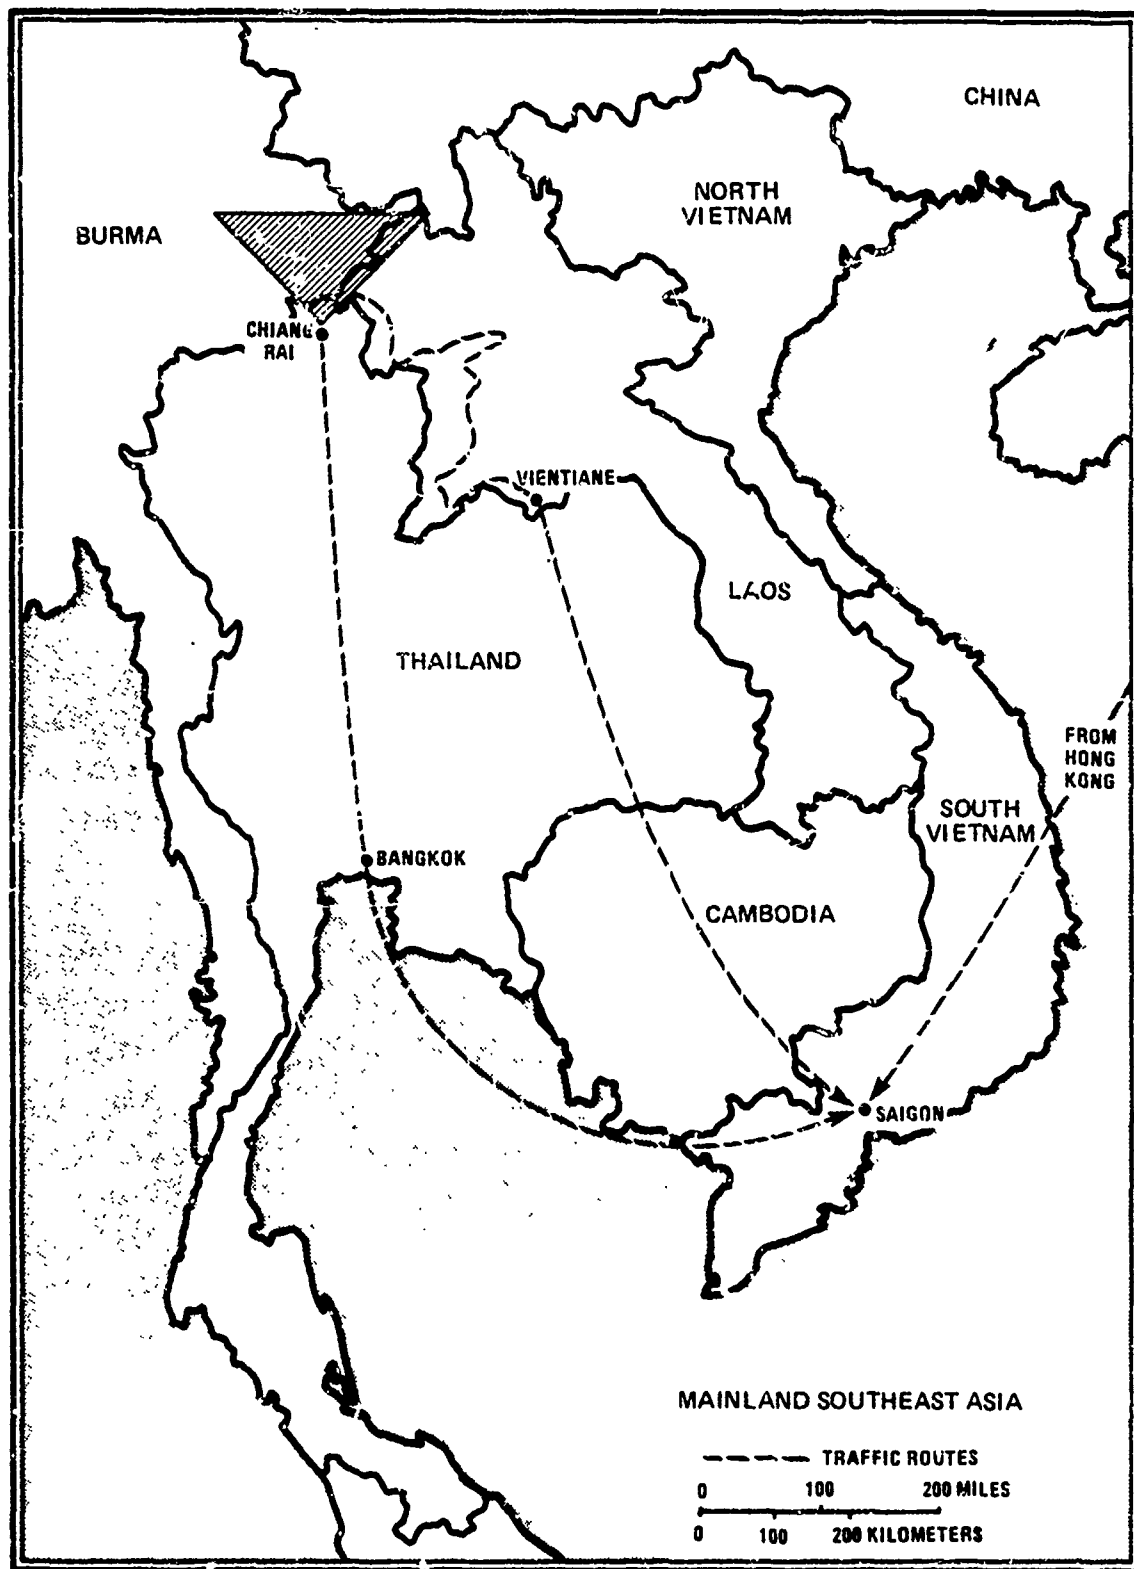 CHINA
NORTH
VIETNAM
BURMA
CHIANG
RAI
VIENTIANE
LAOS
THAILAND
FROM
HONG
KONG
SOUTH
VIETNAM
BANGKOK
CAMBODIA
SAIGON
MAINLAND SOUTHEAST ASIA
TRAFFIC ROUTES
0 100 200 MILES
0 100 200 KILOMETERS